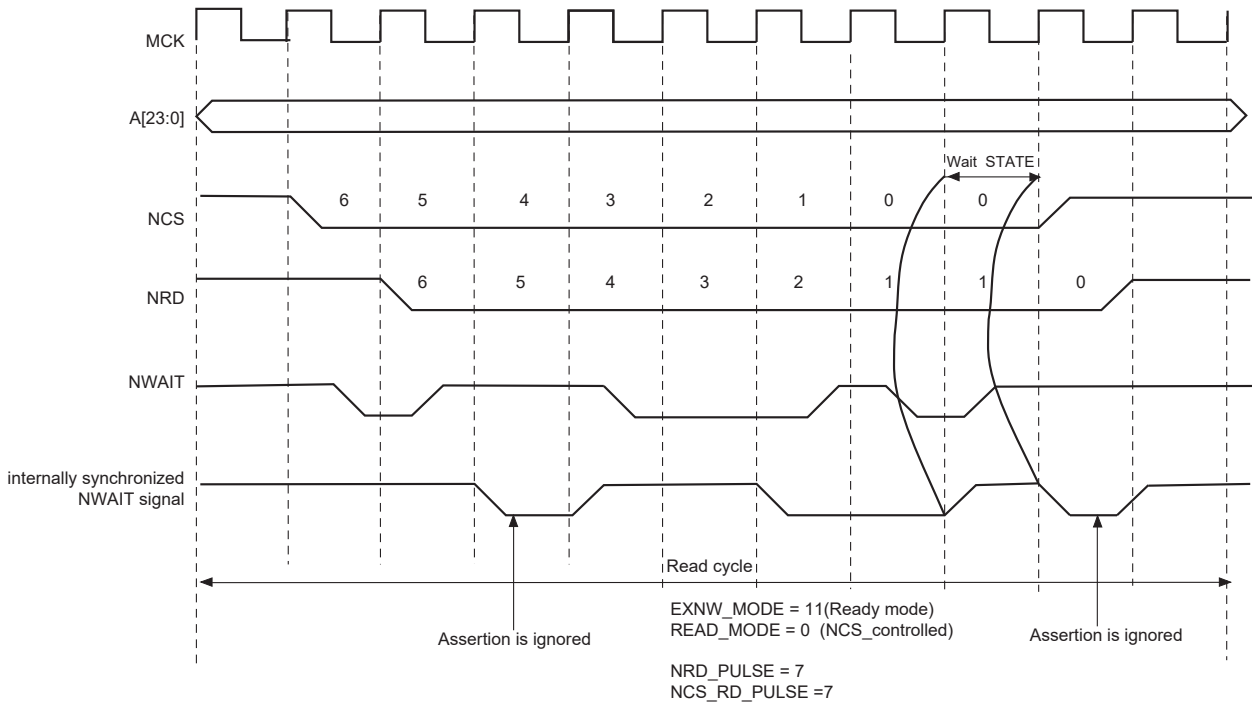 MCK
A[23:0]
Wait STATE
NCS
6 5 4 3 2 1 0 0
NRD
6 5 4 3 2 1 1 0
NWAIT
internally synchronized
NWAIT signal
Read cycle
EXNW_MODE = 11(Ready mode)
READ_MODE = 0 (NCS_controlled)
Assertion is ignored
Assertion is ignored
NRD_PULSE = 7
NCS_RD_PULSE =7